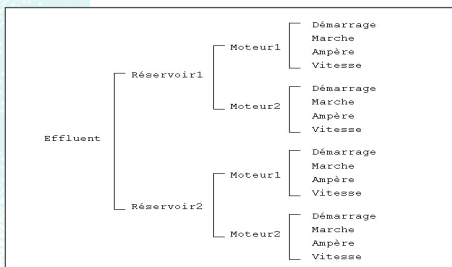 Démarrage
Marche
Moteur1
Ampère
Vitesse
Réservoir1
Démarrage
Marche
Moteur2
Ampère
Vitesse
Effluent
Démarrage
Marche
Moteur1
Ampère
Vitesse
Réservoir2
Démarrage
Marche
Moteur2
Ampère
Vitesse